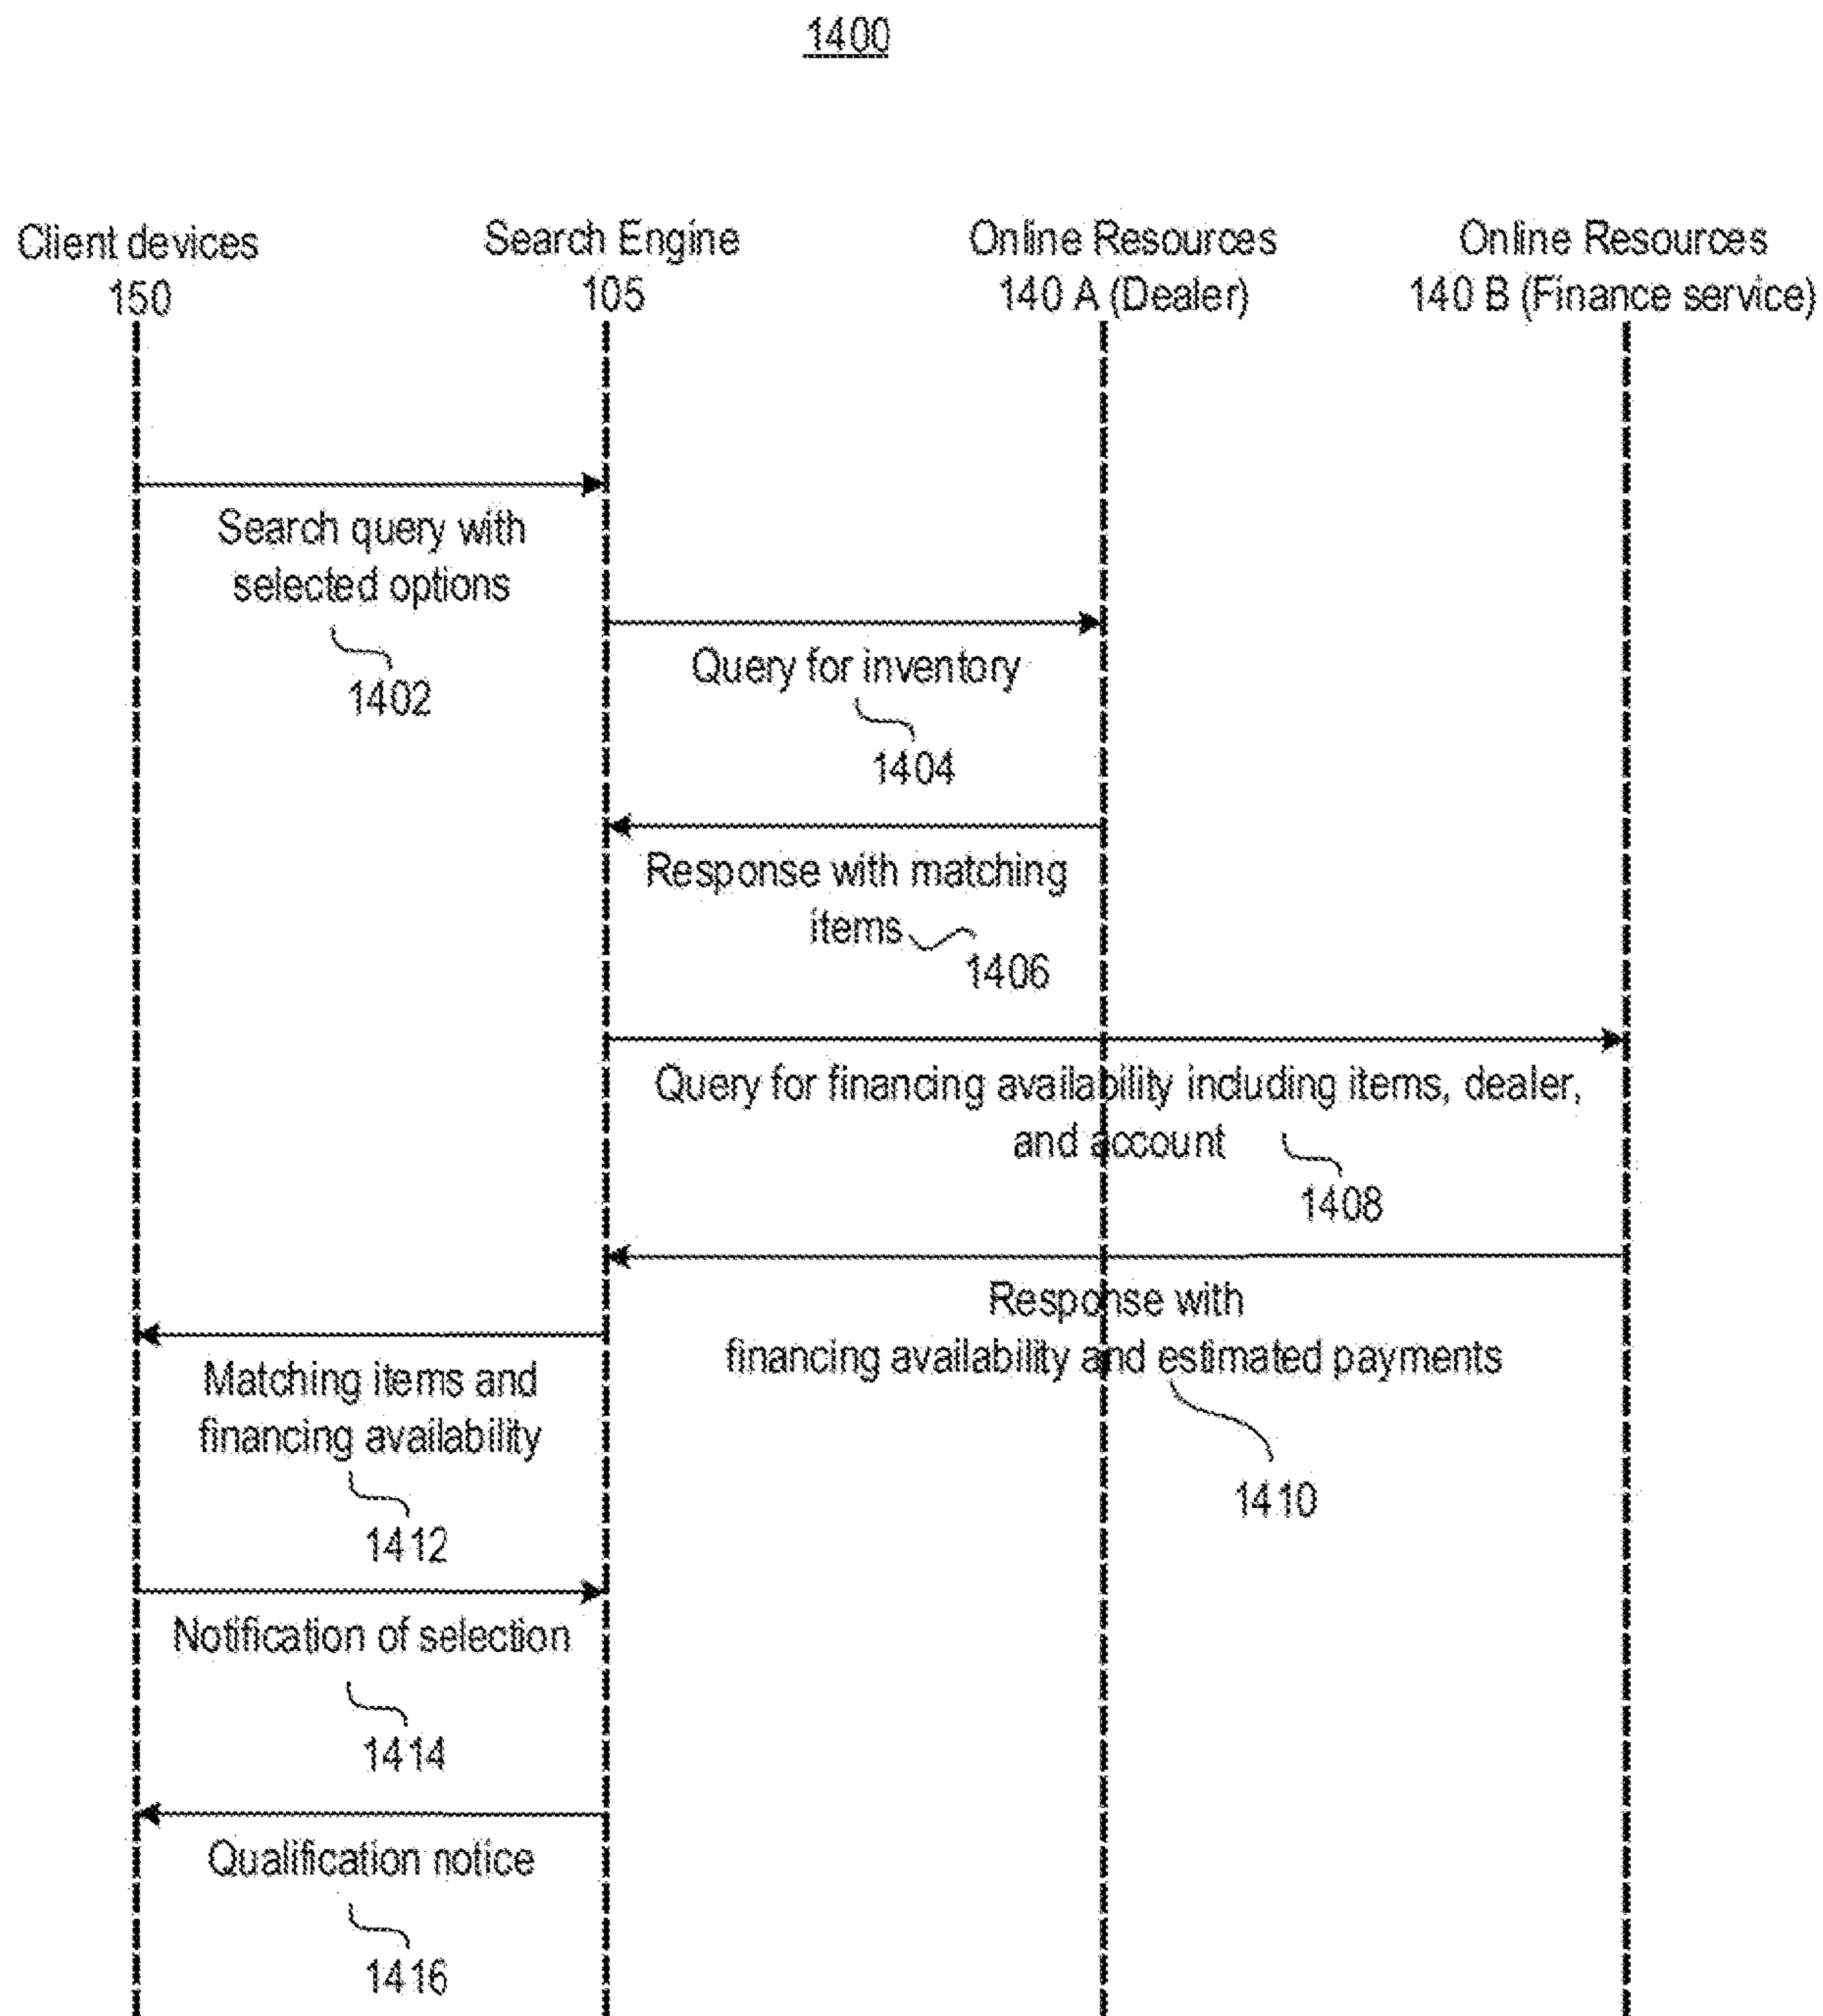 1400
Client devices
150
Search Engine
105
Online Resources
140 A (Dealer)
Online Resources
140 B (Finance service)
Search query with
selected options
1402
Query for inventory
1404
Response with matching
items
1406
Query for financing availability including items, dealer,
and account
1408
Response with
financing availability and estimated payments
1410
Matching items and
financing availability
1412
Notification of selection
1414
Qualification notice
1416